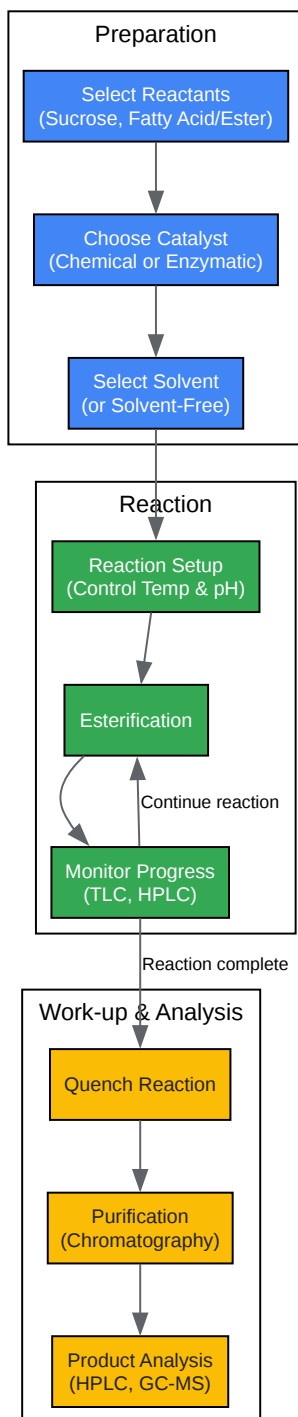 Preparation
Select Reactants
(Sucrose, Fatty Acid/Ester)
Choose Catalyst
(Chemical or Enzymatic)
Select Solvent
(or Solvent-Free)
Reaction
Reaction Setup
(Control Temp & pH)
Esterification
Continue reaction
Monitor Progress
(TLC, HPLC)
Reaction complete
Work-up & Analysis
Quench Reaction
Purification
(Chromatography)
Product Analysis
(HPLC, GC-MS)